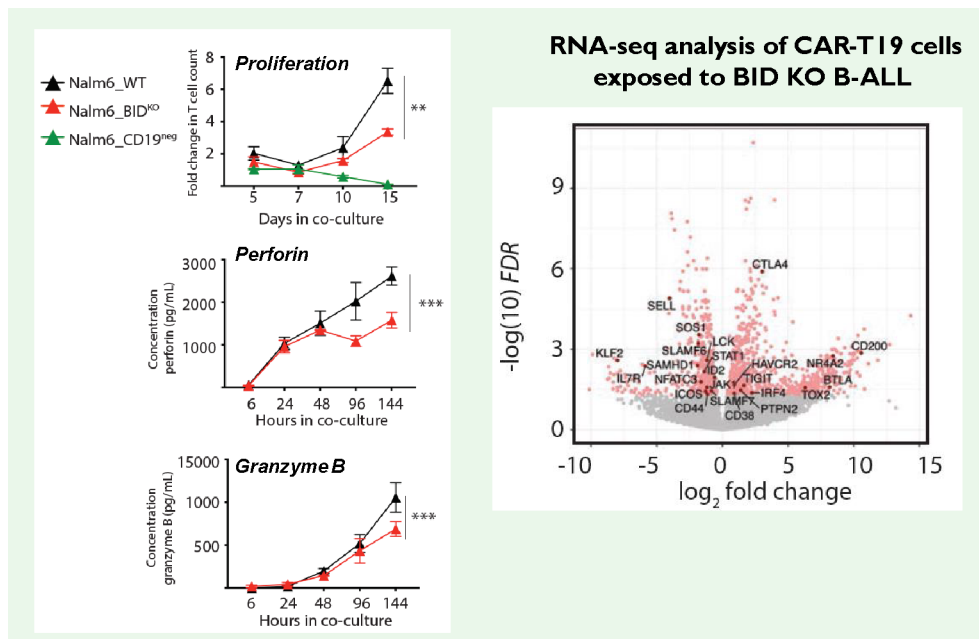 Nalm6_WT
Nalm6_BIDKO
Nalm6_CD19neg
Proliferation
Fold change in T cell count
8
6
4
2
**
5 7 10 15
Days in co-culture
Perforin
Concentration
perforin (pg/mL)
3000
2000
1000
***
6 24 48 96 144
Hours in co-culture
Granzyme B
Concentration
granzyme B (pg/mL)
15000
1000
500
***
6 24 48 96 144
Hours in co-culture
RNA-seq analysis of CAR-T19 cells
exposed to BID KO B-ALL
-log(10) FDR
9
6
3
0
CTLA4
SELL
SOS1
LCK
CD200
SLAMF6
STAT1
KLF2
HAVCR2
NR4A2
SAMHD1
ID2
IL7R
NFATC3
JAK1
TIGIT
BTLA
ICOS
IRF4
TOX2
SLAMF7
CD44
PTPN2
CD38
-10 -5 0 5 10 15
log2 fold change